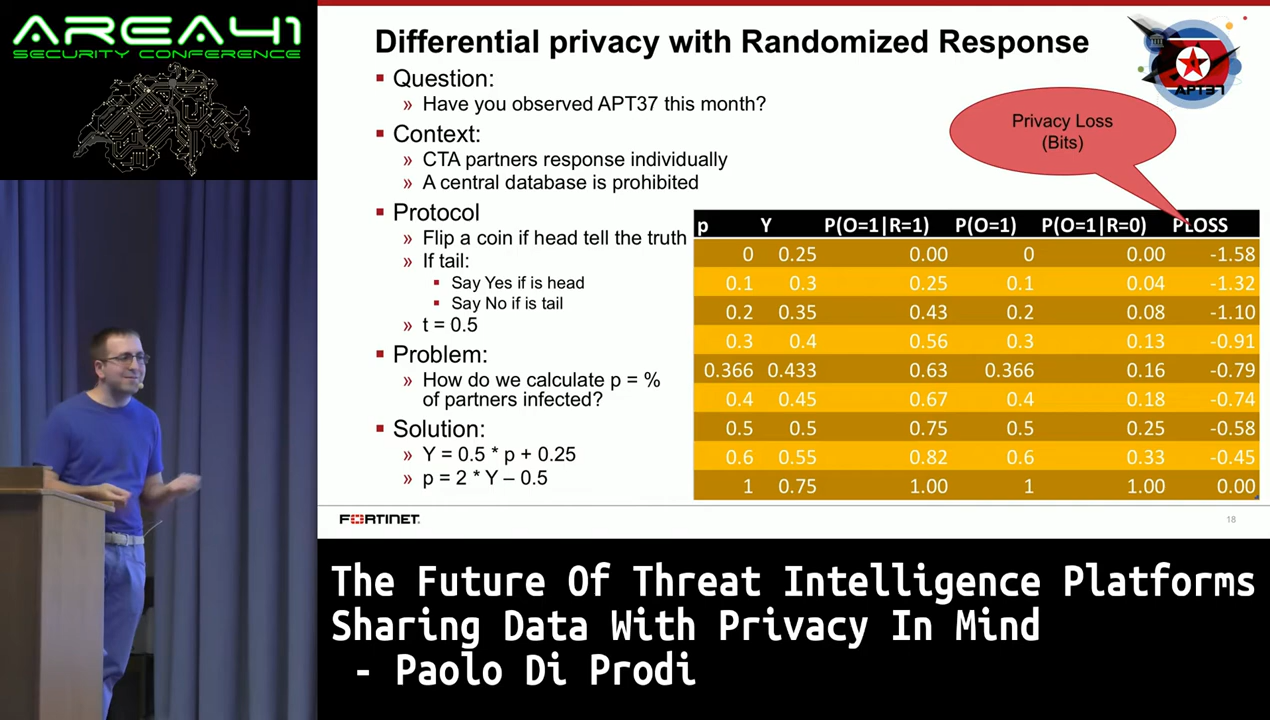 AREA41
SECURITY CONFERENCE
Differential privacy with Randomized Response
APT37
▪ Question:
» Have you observed APT37 this month?
▪ Context:
» CTA partners response individually
» A central database is prohibited
▪ Protocol
» Flip a coin if head tell the truth
» If tail:
▪ Say Yes if is head
▪ Say No if is tail
» t = 0.5
▪ Problem:
» How do we calculate p = %
of partners infected?
▪ Solution:
» Y = 0.5 * p + 0.25
» p = 2 * Y – 0.5
Privacy Loss
(Bits)
p Y P(O=1|R=1) P(O=1) P(O=1|R=0) PLOSS
0 0.25 0.00 0 0.00 -1.58
0.1 0.3 0.25 0.1 0.04 -1.32
0.2 0.35 0.43 0.2 0.08 -1.10
0.3 0.4 0.56 0.3 0.13 -0.91
0.366 0.433 0.63 0.366 0.16 -0.79
0.4 0.45 0.67 0.4 0.18 -0.74
0.5 0.5 0.75 0.5 0.25 -0.58
0.6 0.55 0.82 0.6 0.33 -0.45
1 0.75 1.00 1 1.00 0.00
FORTINET
18
The Future Of Threat Intelligence Platforms
Sharing Data With Privacy In Mind
- Paolo Di Prodi